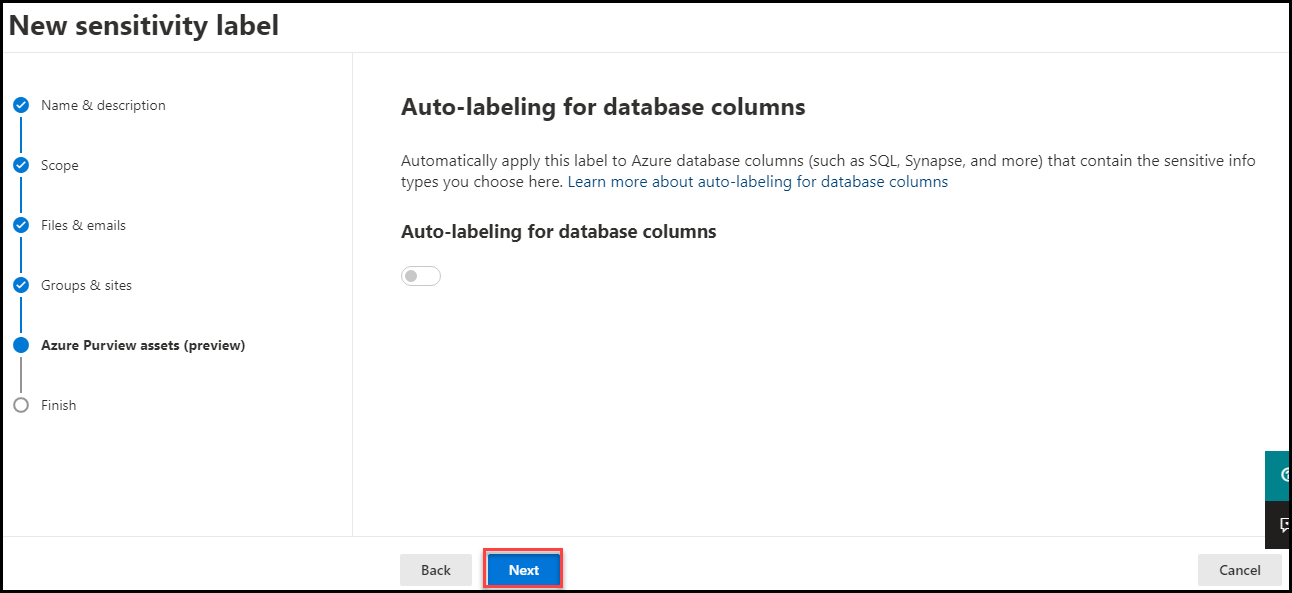 New sensitivity label
Name & description
Scope
Files & emails
Groups & sites
Azure Purview assets (preview)
Finish
Auto-labeling for database columns
Automatically apply this label to Azure database columns (such as SQL, Synapse, and more) that contain the sensitive info
types you choose here. Learn more about auto-labeling for database columns
Auto-labeling for database columns
Back
Next
Cancel